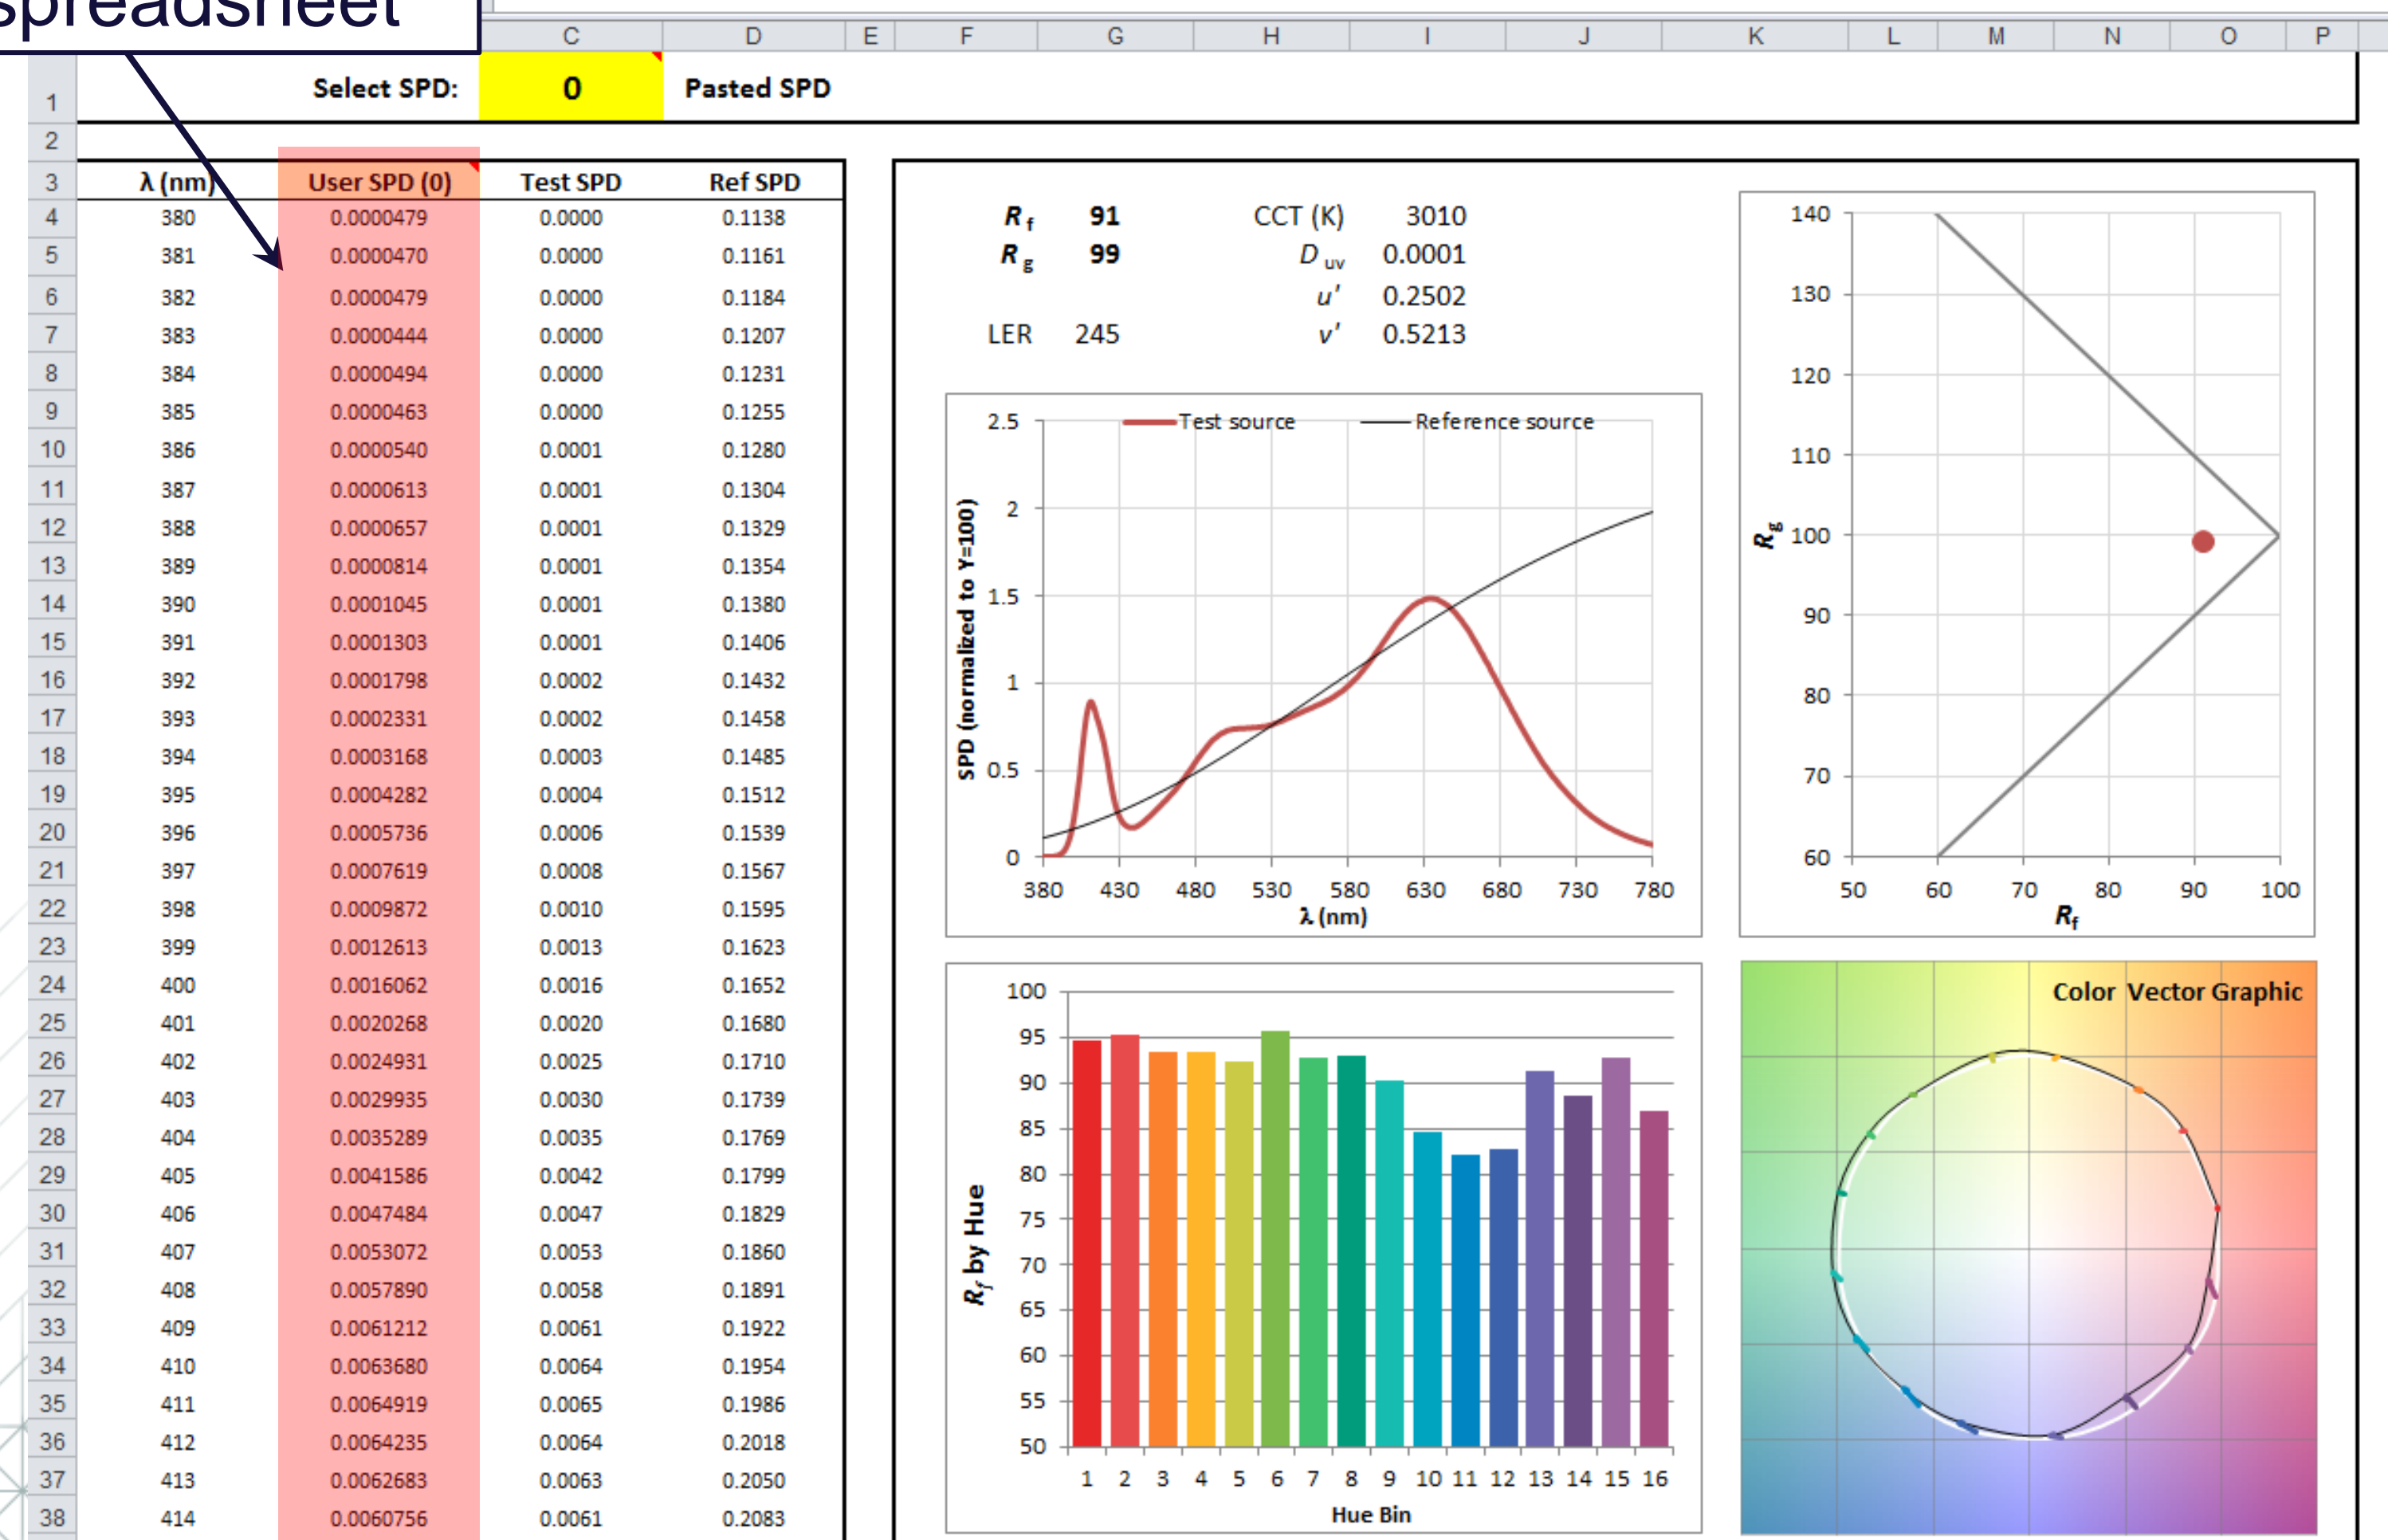 spreadsheet
C D E F G H I J K L M N O P
1 Select SPD: 0 Pasted SPD
2
3 λ (nm) User SPD (0) Test SPD Ref SPD
4 380 0.0000479 0.0000 0.1138
5 381 0.0000470 0.0000 0.1161
6 382 0.0000479 0.0000 0.1184
7 383 0.0000444 0.0000 0.1207
8 384 0.0000494 0.0000 0.1231
9 385 0.0000463 0.0000 0.1255
10 386 0.0000540 0.0001 0.1280
11 387 0.0000613 0.0001 0.1304
12 388 0.0000657 0.0001 0.1329
13 389 0.0000814 0.0001 0.1354
14 390 0.0001045 0.0001 0.1380
15 391 0.0001303 0.0001 0.1406
16 392 0.0001798 0.0002 0.1432
17 393 0.0002331 0.0002 0.1458
18 394 0.0003168 0.0003 0.1485
19 395 0.0004282 0.0004 0.1512
20 396 0.0005736 0.0006 0.1539
21 397 0.0007619 0.0008 0.1567
22 398 0.0009872 0.0010 0.1595
23 399 0.0012613 0.0013 0.1623
24 400 0.0016062 0.0016 0.1652
25 401 0.0020268 0.0020 0.1680
26 402 0.0024931 0.0025 0.1710
27 403 0.0029935 0.0030 0.1739
28 404 0.0035289 0.0035 0.1769
29 405 0.0041586 0.0042 0.1799
30 406 0.0047484 0.0047 0.1829
31 407 0.0053072 0.0053 0.1860
32 408 0.0057890 0.0058 0.1891
33 409 0.0061212 0.0061 0.1922
34 410 0.0063680 0.0064 0.1954
35 411 0.0064919 0.0065 0.1986
36 412 0.0064235 0.0064 0.2018
37 413 0.0062683 0.0063 0.2050
38 414 0.0060756 0.0061 0.2083
Rf 91 CCT (K) 3010
Rg 99 Duv 0.0001
u' 0.2502
LER 245 v' 0.5213
Test source Reference source
SPD (normalized to Y=100)
2.5
2
1.5
1
0.5
0
380 430 480 530 580 630 680 730 780
λ (nm)
Rg
140
130
120
110
100
90
80
70
60
50 60 70 80 90 100
Rf
Rf by Hue
100
95
90
85
80
75
70
65
60
55
50
1 2 3 4 5 6 7 8 9 10 11 12 13 14 15 16
Hue Bin
Color Vector Graphic